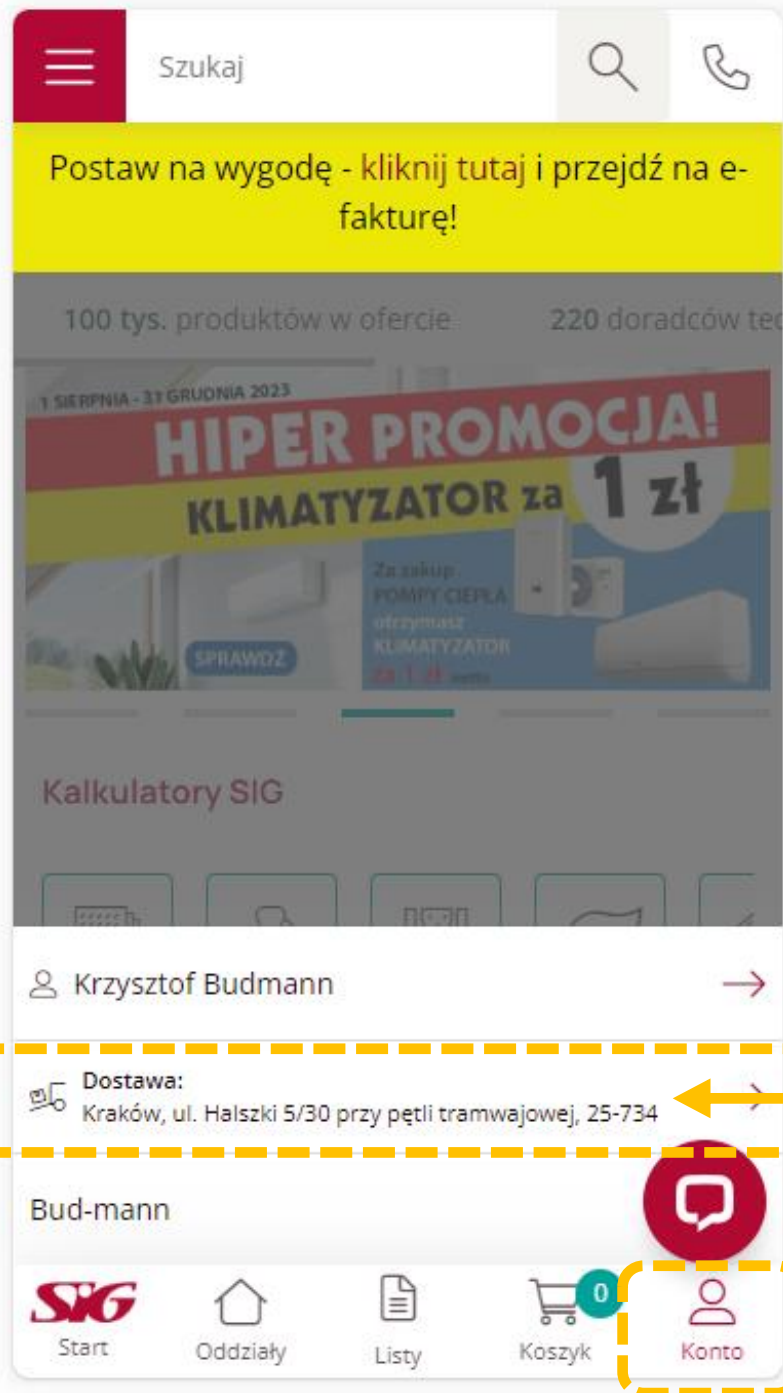 Szukaj
Postaw na wygodę - kliknij tutaj i przejdź na e-
fakturę!
100 tys. produktów w ofercie 220 doradców tec
1 SIERPNIA - 31 GRUDNIA 2023
HIPER PROMOCJA!
KLIMATYZATOR za 1 zł
Za zakup
POMPY CIEPŁA
otrzymasz
KLIMATYZATOR
za 1 zł netto
SPRAWDŹ
Kalkulatory SIG
Krzysztof Budmann
Dostawa:
Kraków, ul. Halszki 5/30 przy pętli tramwajowej, 25-734
Bud-mann
SIG
0
Start Oddziały Listy Koszyk Konto